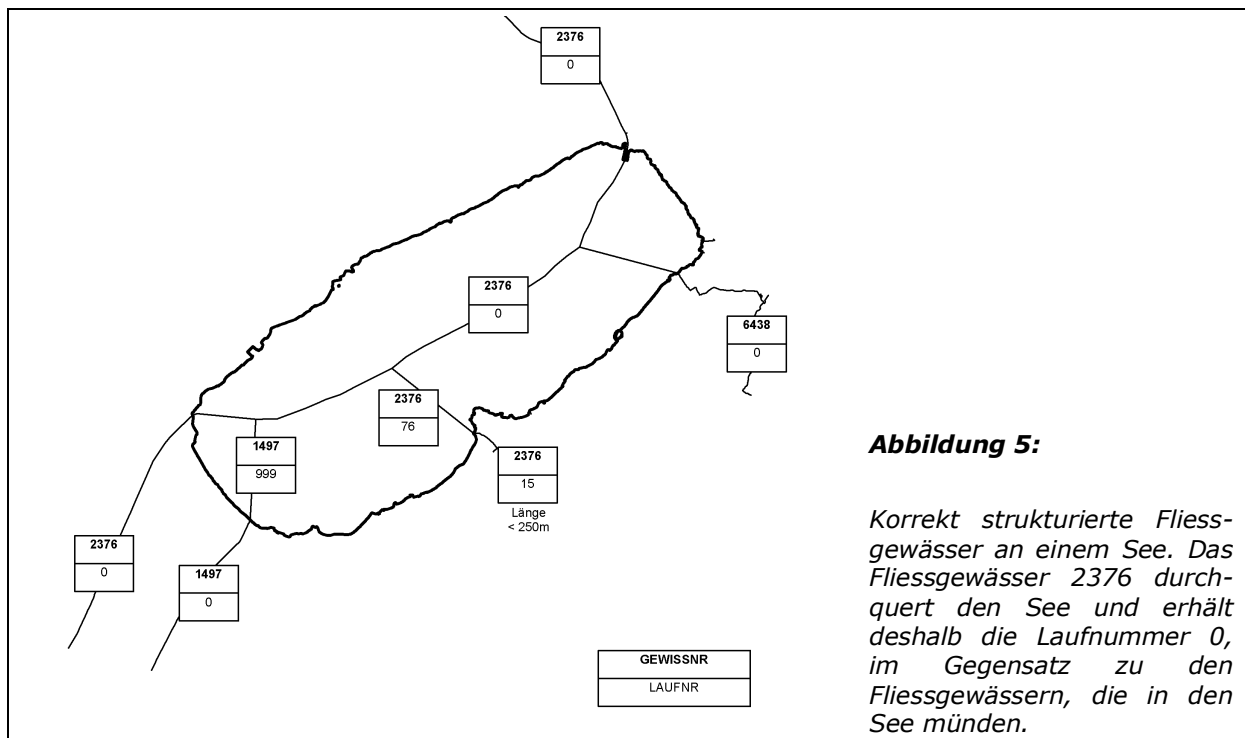 2376
0
2376
0
6438
0
2376
76
1497
999
2376
15
Länge
< 250m
2376
0
1497
0
GEWISSNR
LAUFNR
Abbildung 5:
Korrekt strukturierte Fliess-
gewässer an einem See. Das
Fliessgewässer 2376 durch-
quert den See und erhält
deshalb die Laufnummer 0,
im Gegensatz zu den
Fliessgewässern, die in den
See münden.